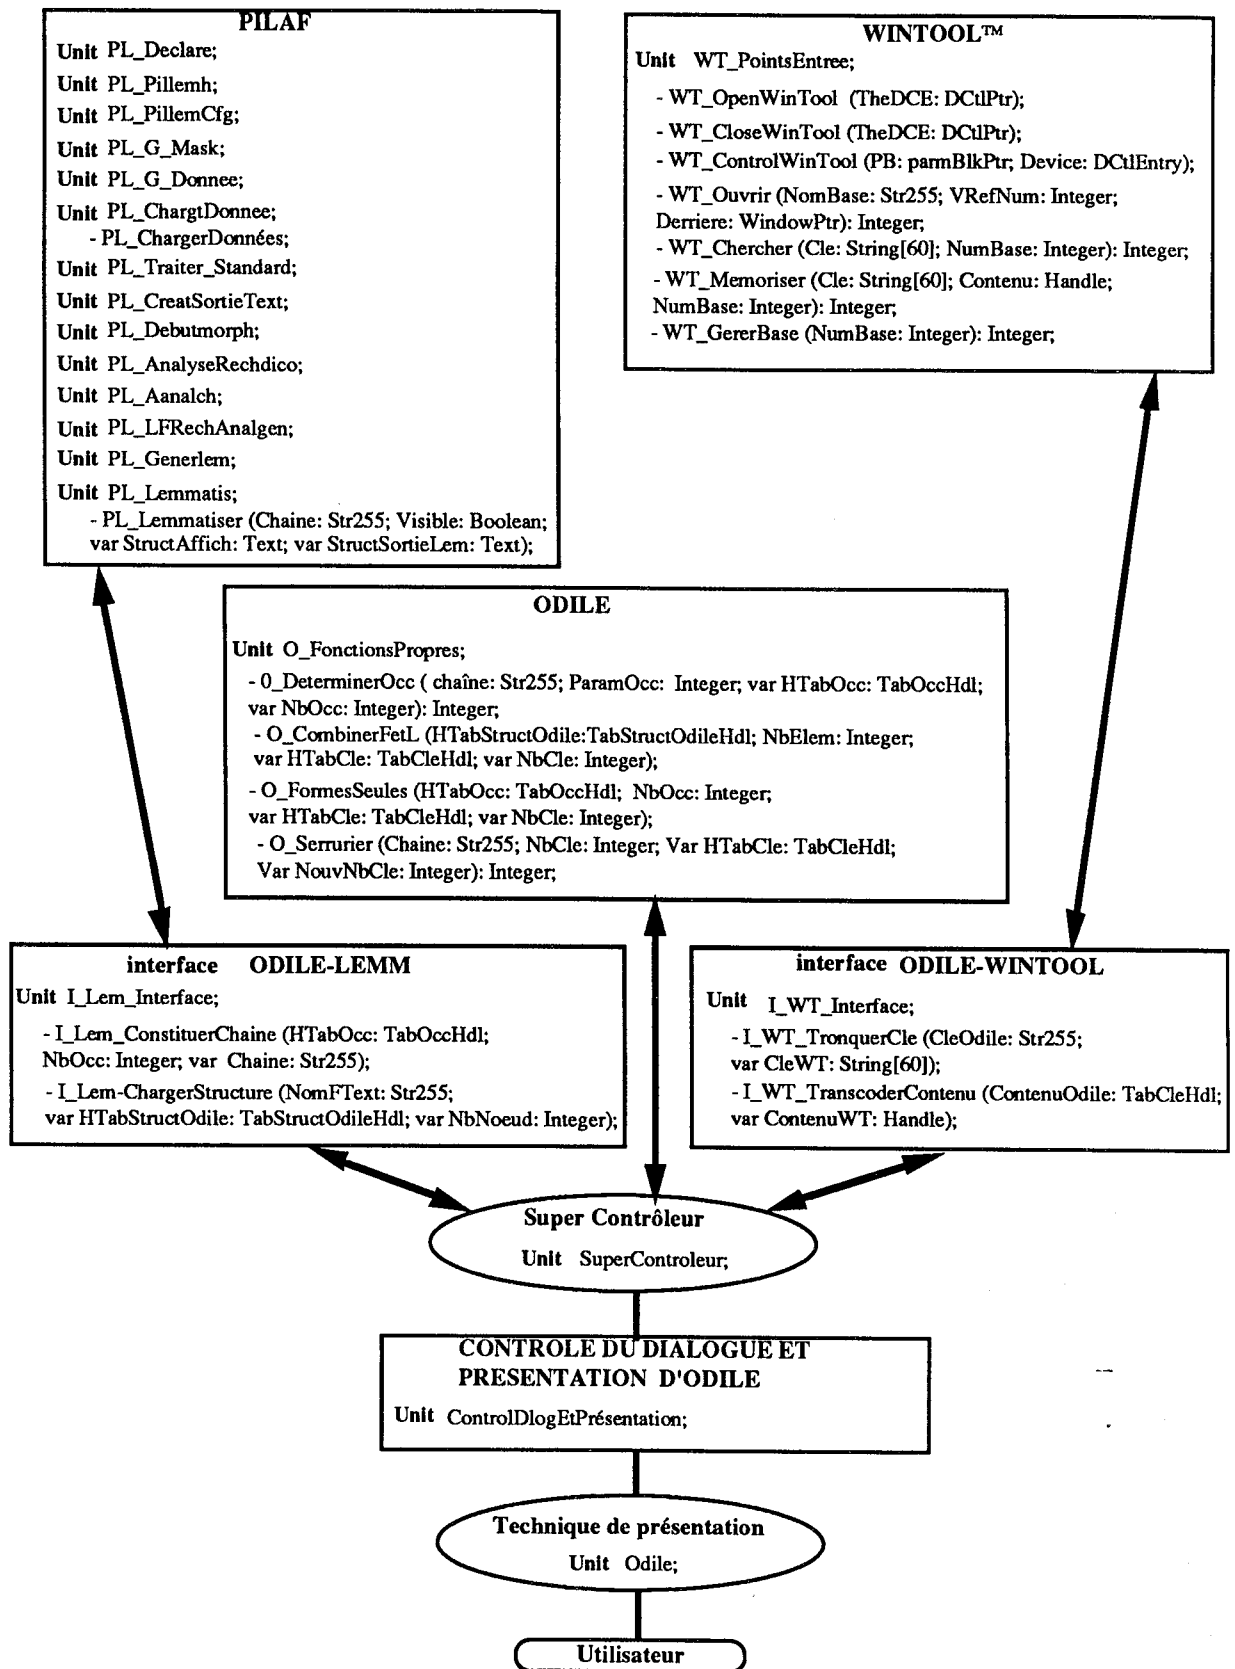 PILAF
Unit PL_Declare;
Unit PL_Pillemh;
Unit PL_PillemCfg;
Unit PL_G_Mask;
Unit PL_G_Donnee;
Unit PL_ChargtDonnee;
- PL_ChargerDonnées;
Unit PL_Traiter_Standard;
Unit PL_CreatSortieText;
Unit PL_Debutmorph;
Unit PL_AnalyseRechdico;
Unit PL_Aanalch;
Unit PL_LFRechAnalgen;
Unit PL_Generlem;
Unit PL_Lemmatis;
- PL_Lemmatiser (Chaine: Str255; Visible: Boolean;
var StructAffich: Text; var StructSortieLem: Text);
WINTOOL™
Unit WT_PointsEntree;
- WT_OpenWinTool (TheDCE: DCtlPtr);
- WT_CloseWinTool (TheDCE: DCtlPtr);
- WT_ControlWinTool (PB: parmBlkPtr; Device: DCtlEntry);
- WT_Ouvrir (NomBase: Str255; VRefNum: Integer;
Derriere: WindowPtr): Integer;
- WT_Chercher (Cle: String[60]; NumBase: Integer): Integer;
- WT_Memoriser (Cle: String[60]; Contenu: Handle;
NumBase: Integer): Integer;
- WT_GererBase (NumBase: Integer): Integer;
ODILE
Unit O_FonctionsPropres;
- 0_DeterminerOcc ( chaîne: Str255; ParamOcc: Integer; var HTabOcc: TabOccHdl;
var NbOcc: Integer): Integer;
- O_CombinerFetL (HTabStructOdile:TabStructOdileHdl; NbElem: Integer;
var HTabCle: TabCleHdl; var NbCle: Integer);
- O_FormesSeules (HTabOcc: TabOccHdl; NbOcc: Integer;
var HTabCle: TabCleHdl; var NbCle: Integer);
- O_Serrurier (Chaine: Str255; NbCle: Integer; Var HTabCle: TabCleHdl;
Var NouvNbCle: Integer): Integer;
interface ODILE-LEMM
Unit I_Lem_Interface;
- I_Lem_ConstituerChaine (HTabOcc: TabOccHdl;
NbOcc: Integer; var Chaine: Str255);
- I_Lem-ChargerStructure (NomFText: Str255;
var HTabStructOdile: TabStructOdileHdl; var NbNoeud: Integer);
interface ODILE-WINTOOL
Unit I_WT_Interface;
- I_WT_TronquerCle (CleOdile: Str255;
var CleWT: String[60]);
- I_WT_TranscoderContenu (ContenuOdile: TabCleHdl;
var ContenuWT: Handle);
Super Contrôleur
Unit SuperControleur;
CONTROLE DU DIALOGUE ET
PRESENTATION D'ODILE
Unit ControlDlogEtPrésentation;
Technique de présentation
Unit Odile;
Utilisateur